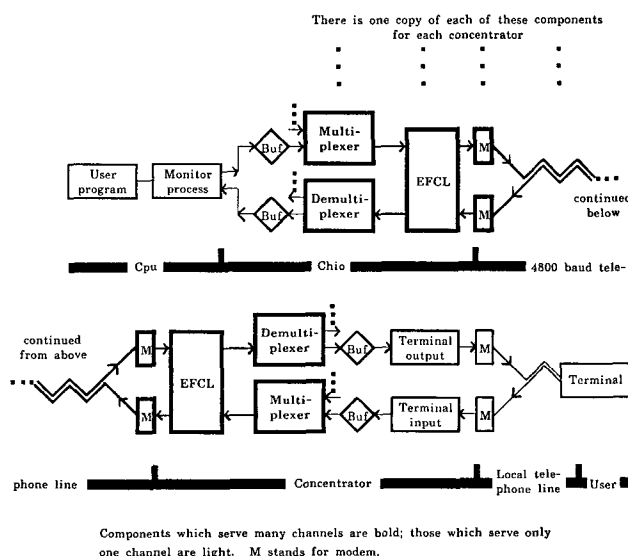 There is one copy of each of these components
for each concentrator
Buf
Multi-
plexer
EFCL
M
User
program
Monitor
process
Buf
Demulti-
plexer
M
continued
below
Cpu
Chio
4800 baud tele-
continued
from above
M
EFCL
Demulti-
plexer
Buf
Terminal
output
M
Terminal
M
Multi-
plexer
Buf
Terminal
input
M
phone line
Concentrator
Local tele-
phone line
User
Components which serve many channels are bold; those which serve only
one channel are light. M stands for modem.